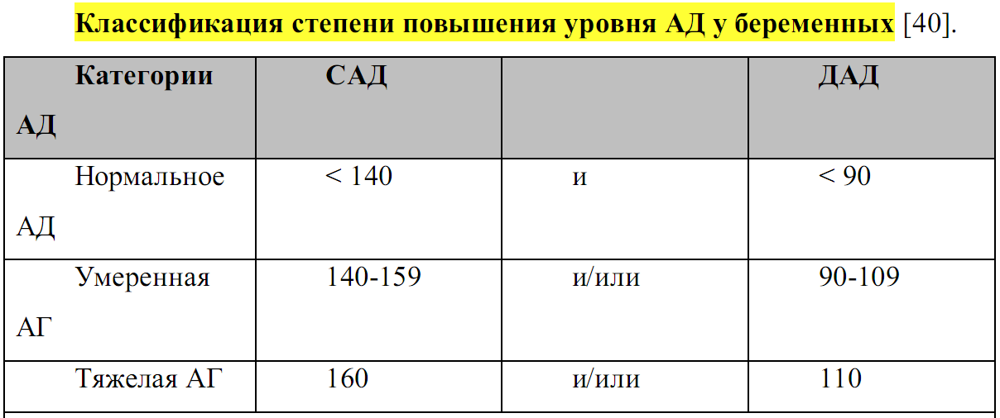 Классификация степени повышения уровня АД у беременных [40].
Категории АД САД ДАД
Нормальное АД < 140 и < 90
Умеренная АГ 140-159 и/или 90-109
Тяжелая АГ 160 и/или 110